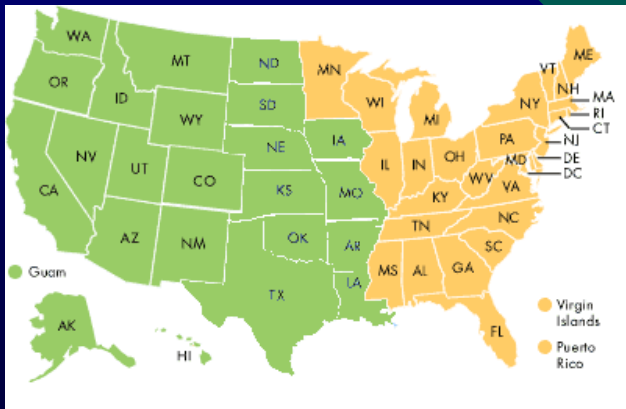 WA
ME
MT
ND
MN
VT
OR
NH
ID
SD
WI
NY
MA
WY
MI
RI
CT
NE
IA
PA
NJ
NV
OH
MD
DE
UT
IL
IN
DC
CA
CO
WV
VA
KS
MO
KY
NC
TN
OK
AZ
NM
AR
SC
MS
AL
GA
Guam
LA
TX
Virgin
Islands
AK
FL
HI
Puerto
Rico